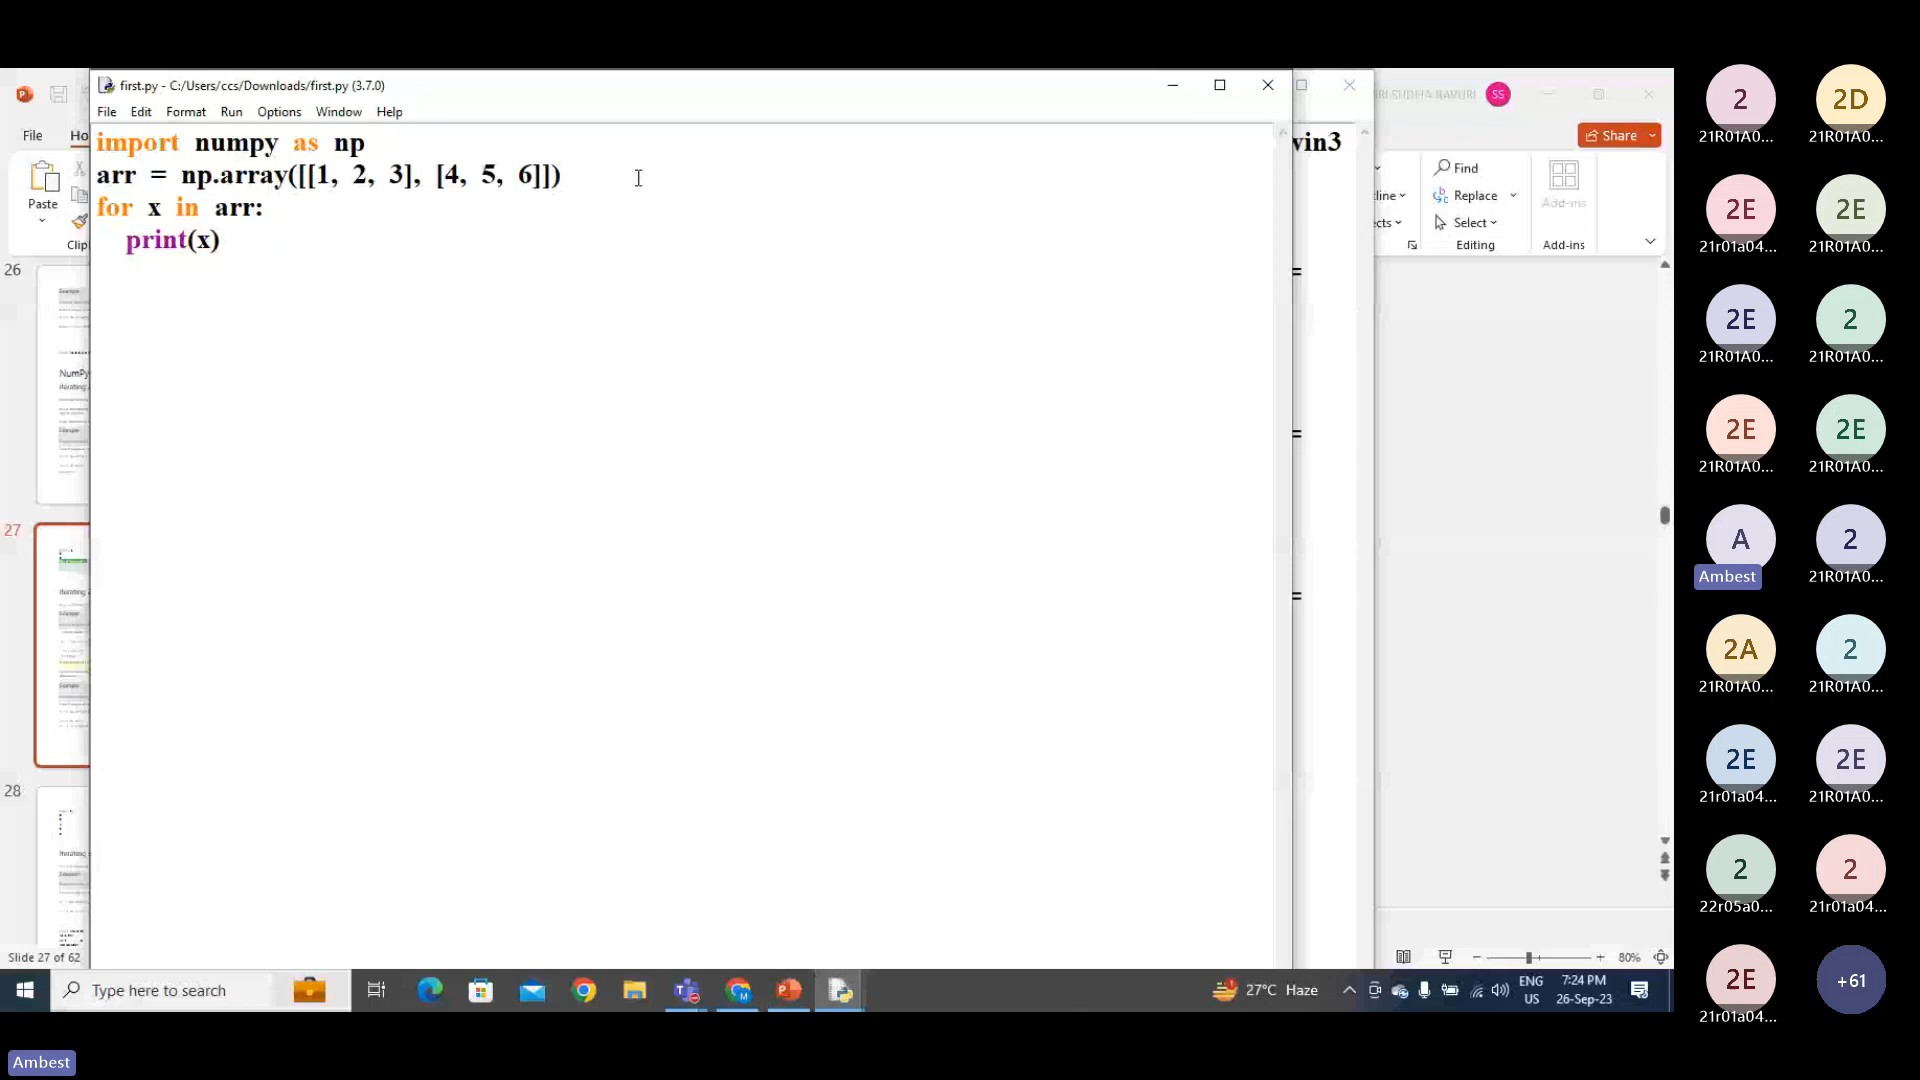 first.py - C:/Users/ccs/Downloads/first.py (3.7.0)
File Edit Format Run Options Window Help
import numpy as np
arr = np.array([[1, 2, 3], [4, 5, 6]])
for x in arr:
print(x)
File
Paste
26
27
28
Slide 27 of 62
SS
Share
Find
Replace
Select
Editing
Add-ins
Add-ins
=
=
=
80%
Type here to search
27°C Haze
ENG
US
7:24 PM
26-Sep-23
2
21R01A0...
2D
21R01A0...
2E
21r01a04...
2E
21R01A0...
2E
21R01A0...
2
21R01A0...
2E
21R01A0...
2E
21R01A0...
A
Ambest
2
21R01A0...
2A
21R01A0...
2
21R01A0...
2E
21r01a04...
2E
21R01A0...
2
22r05a0...
2
21r01a04...
2E
21r01a04...
+61
Ambest